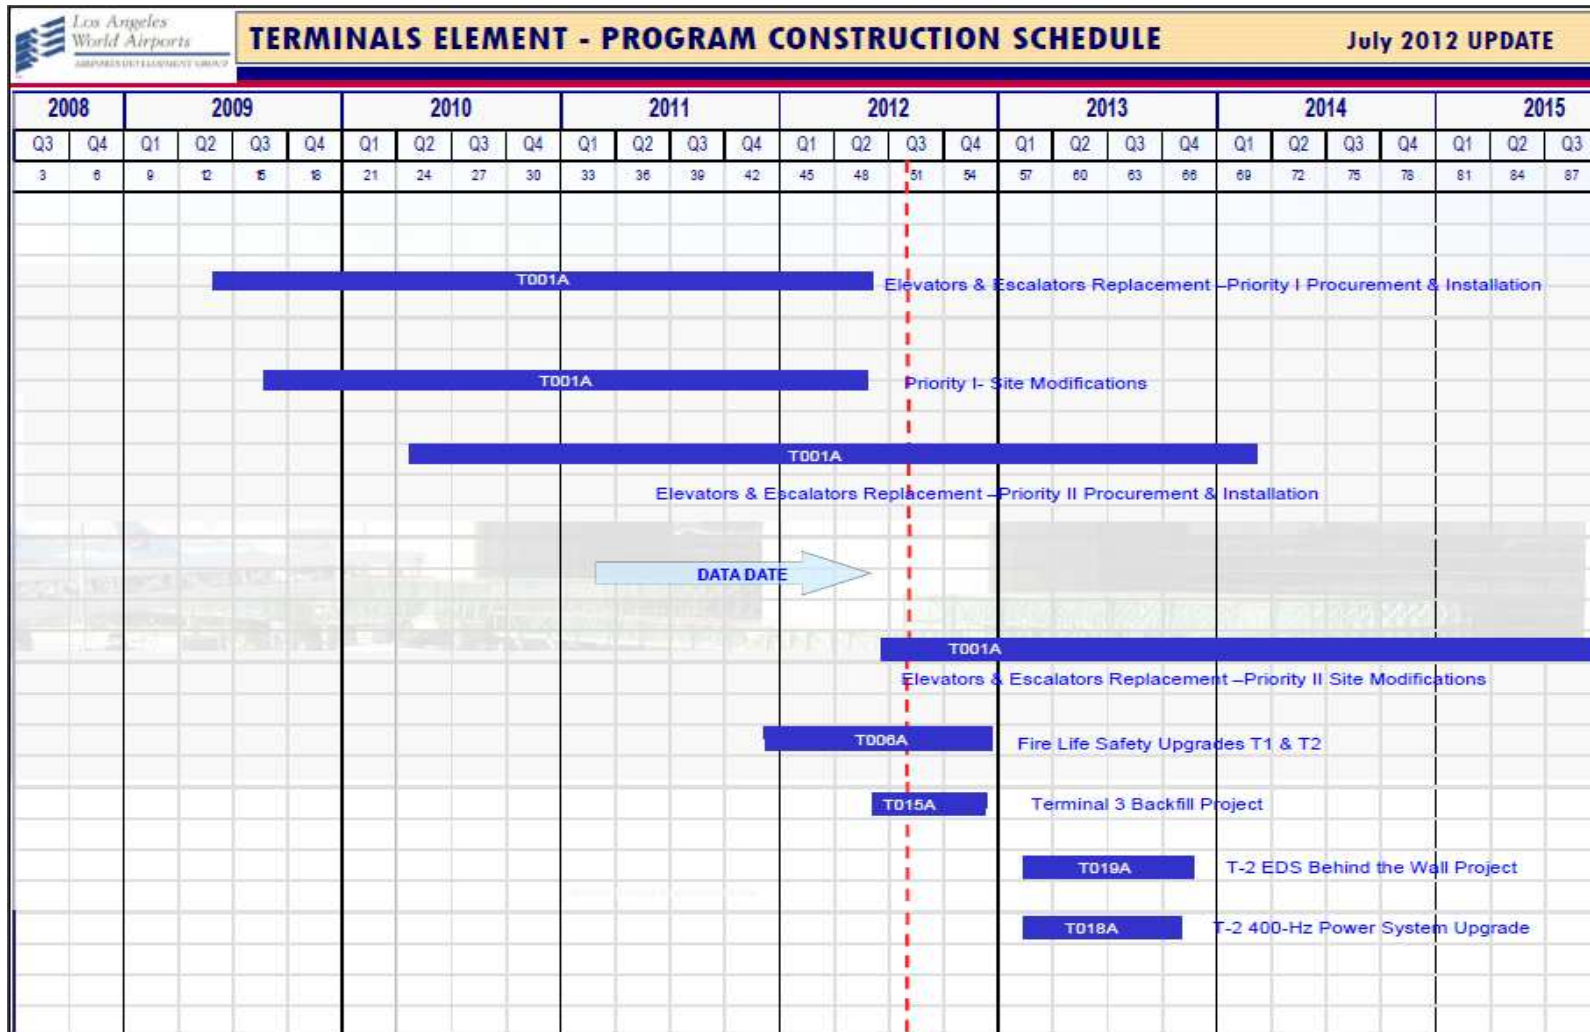 Los Angeles
World Airports
AIRPORTS DEVELOPMENT GROUP
TERMINALS ELEMENT - PROGRAM CONSTRUCTION SCHEDULE
July 2012 UPDATE
2008 2009 2010 2011 2012 2013 2014 2015
Q3 Q4 Q1 Q2 Q3 Q4 Q1 Q2 Q3 Q4 Q1 Q2 Q3 Q4 Q1 Q2 Q3 Q4 Q1 Q2 Q3 Q4 Q1 Q2 Q3 Q4 Q1 Q2 Q3
3 6 9 12 15 18 21 24 27 30 33 36 39 42 45 48 51 54 57 60 63 66 69 72 75 78 81 84 87
T001A
Elevators & Escalators Replacement –Priority I Procurement & Installation
T001A
Priority I- Site Modifications
T001A
Elevators & Escalators Replacement –Priority II Procurement & Installation
DATA DATE
T001A
Elevators & Escalators Replacement –Priority II Site Modifications
T006A
Fire Life Safety Upgrades T1 & T2
T015A
Terminal 3 Backfill Project
T019A
T-2 EDS Behind the Wall Project
T018A
T-2 400-Hz Power System Upgrade